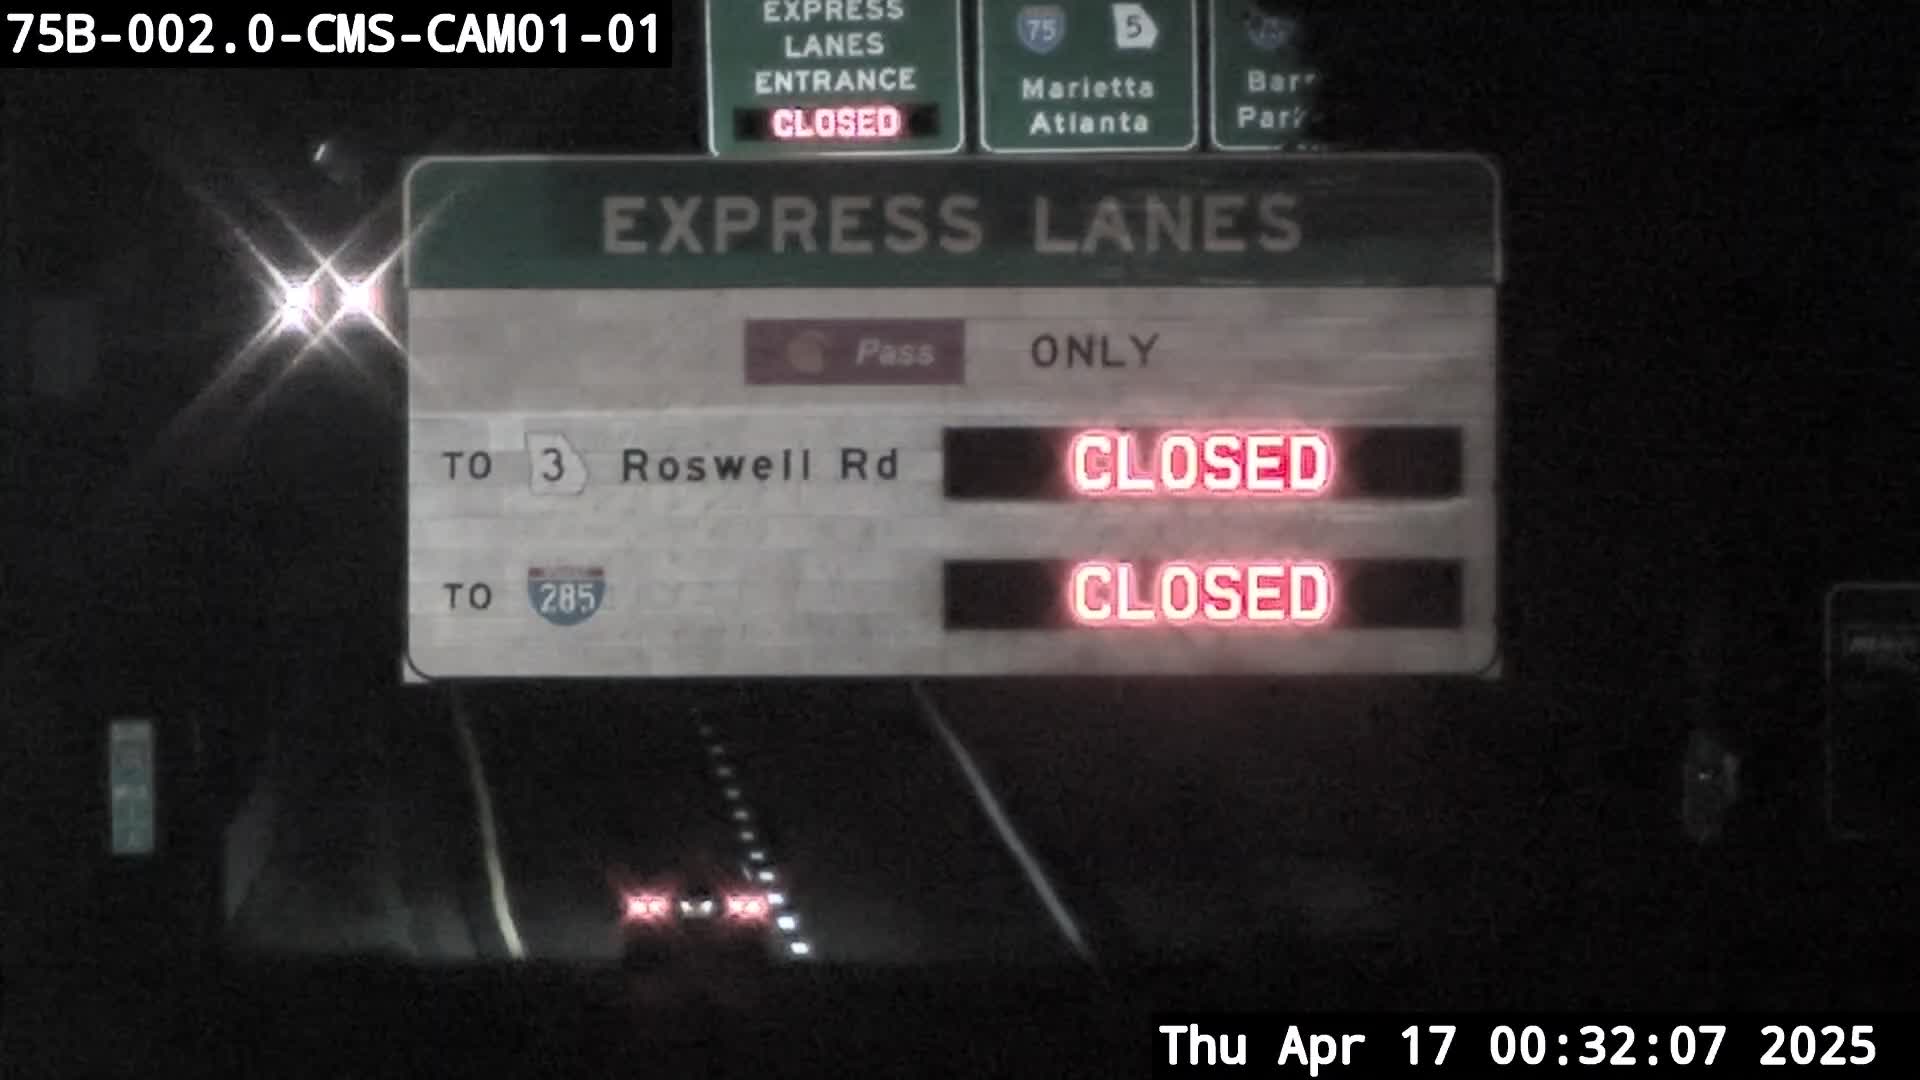 75B-002.0-CMS-CAM01-01
EXPRESS
LANES
ENTRANCE
CLOSED
75 5
Marietta
Atlanta
EXPRESS LANES
Pass ONLY
TO 3 Roswell Rd CLOSED
TO 285 CLOSED
Thu Apr 17 00:32:07 2025